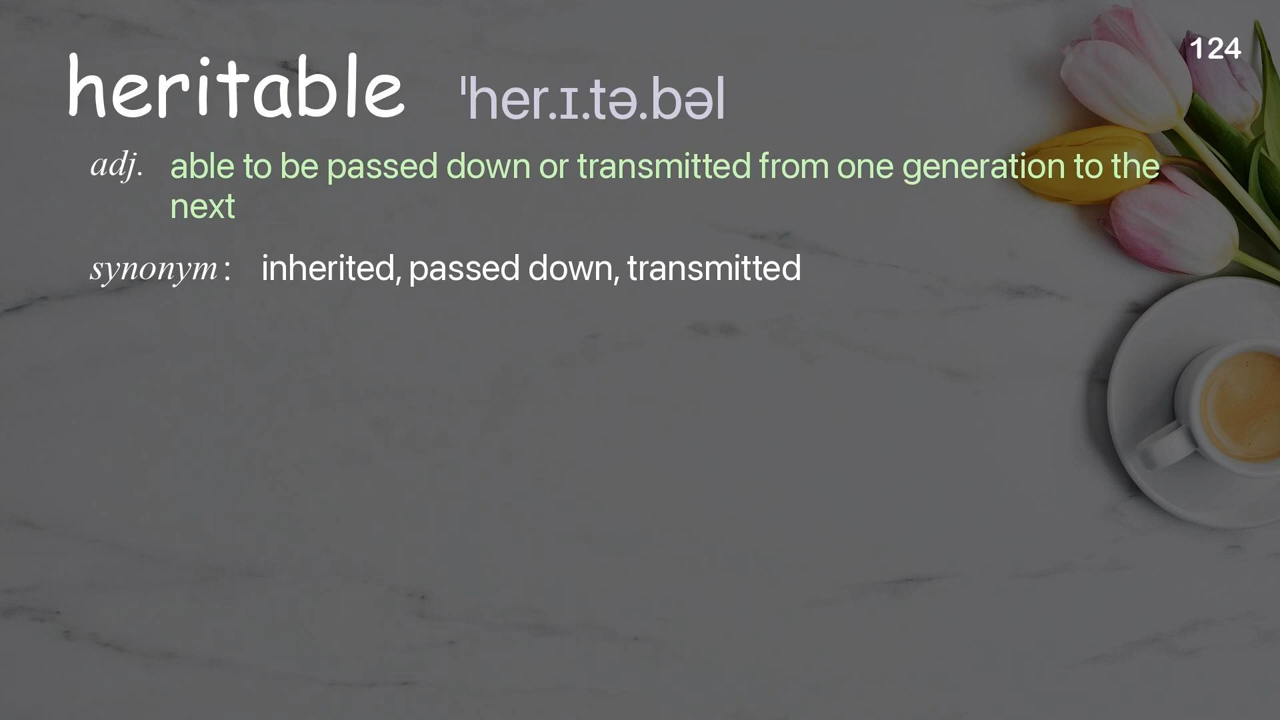 124
heritable ˈher.ɪ.tə.bəl
adj. able to be passed down or transmitted from one generation to the
next
synonym : inherited, passed down, transmitted